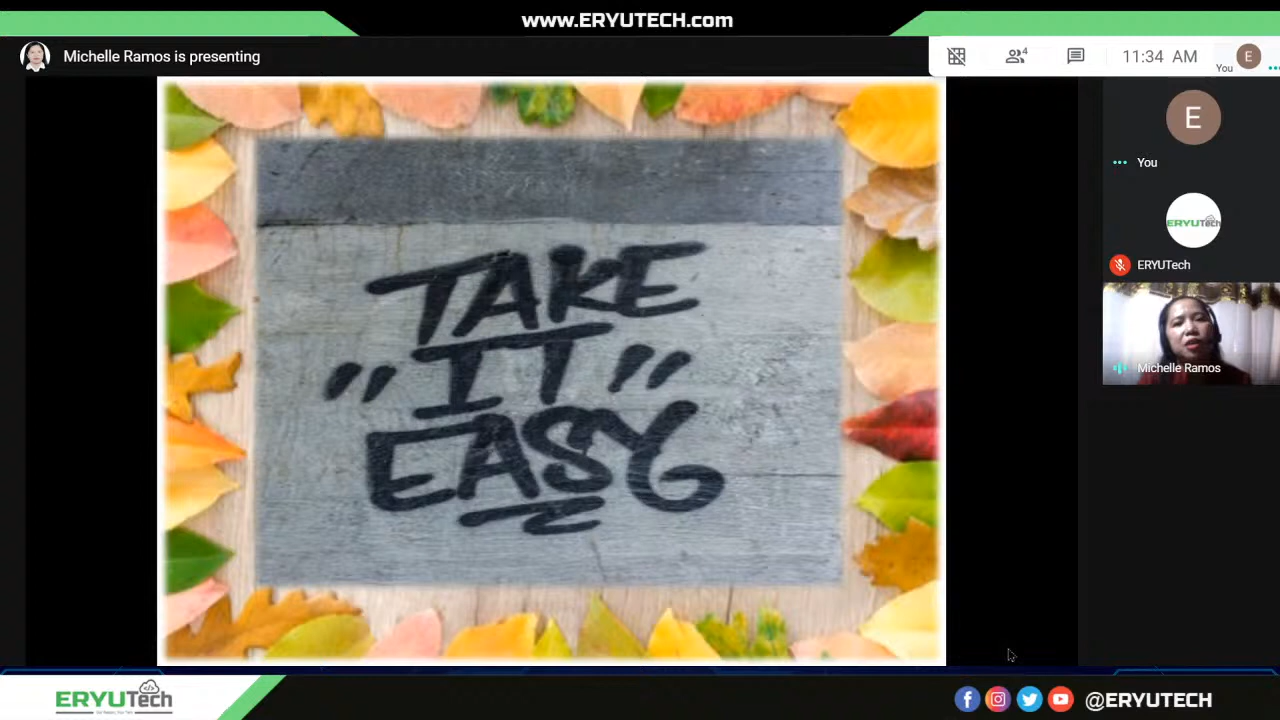 www.ERYUTECH.com
Michelle Ramos is presenting
4
11:34 AM
You
E
E
You
ERYUTech
ERYUTech
Michelle Ramos
TAKE
"IT"
EASY
ERYUTech
@ERYUTECH